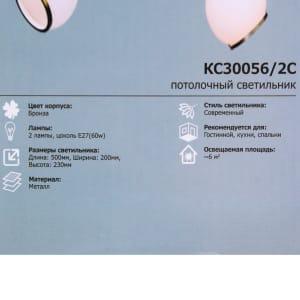 KC30056/2C
потолочный светильник
Цвет корпуса:
Бронза
Лампы:
2 лампы, цоколь E27(60w)
Размеры светильника:
Длина: 500мм, Ширина: 200мм,
Высота: 230мм
Материал:
Металл
Стиль светильника:
Современный
Рекомендуется для:
Гостинной, кухни, спальни
Освещаемая площадь:
~6 м²